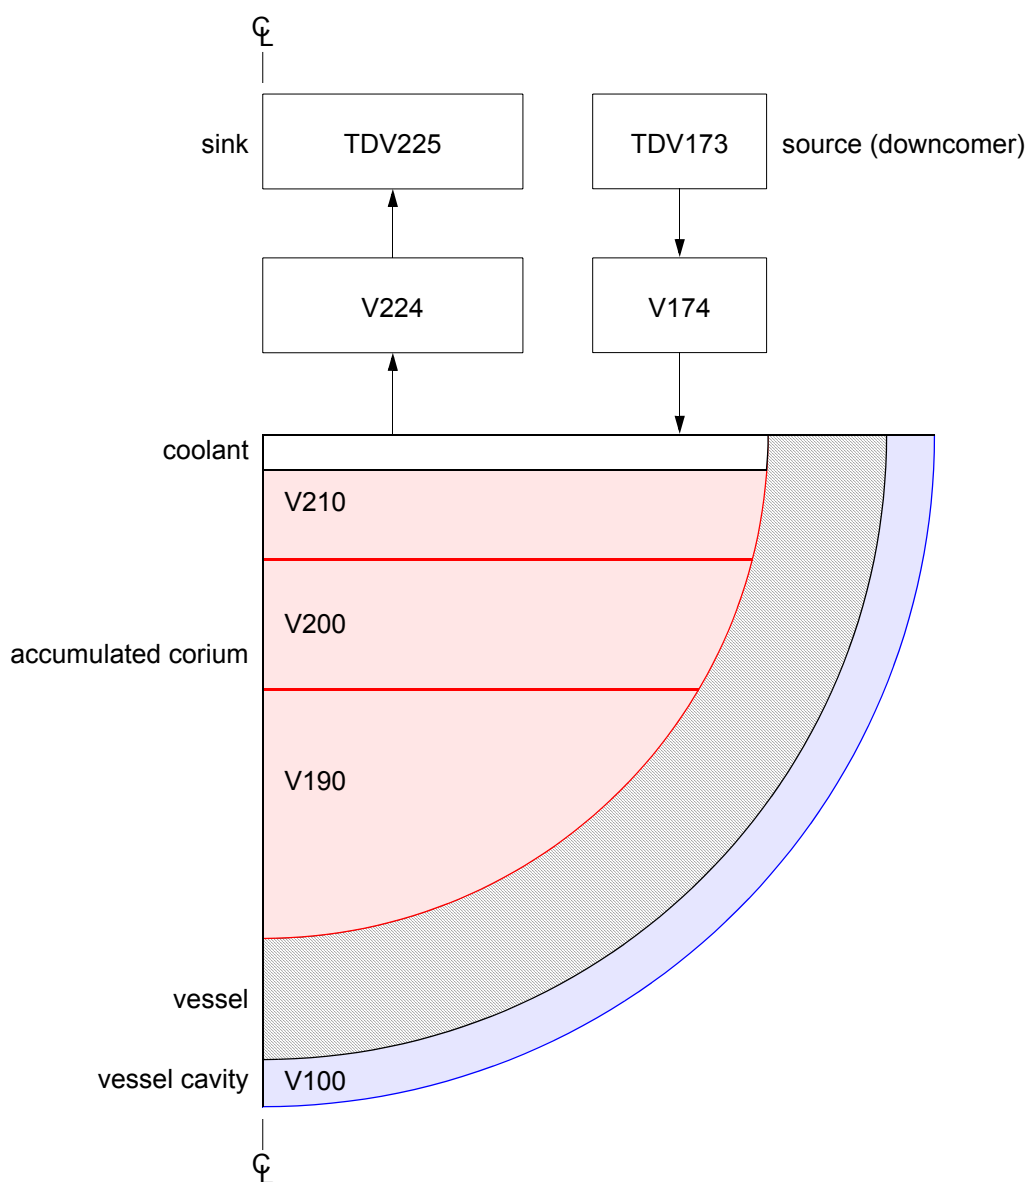 ℄
sink
TDV225
TDV173
source (downcomer)
V224
V174
coolant
V210
V200
accumulated corium
V190
vessel
vessel cavity
V100
℄